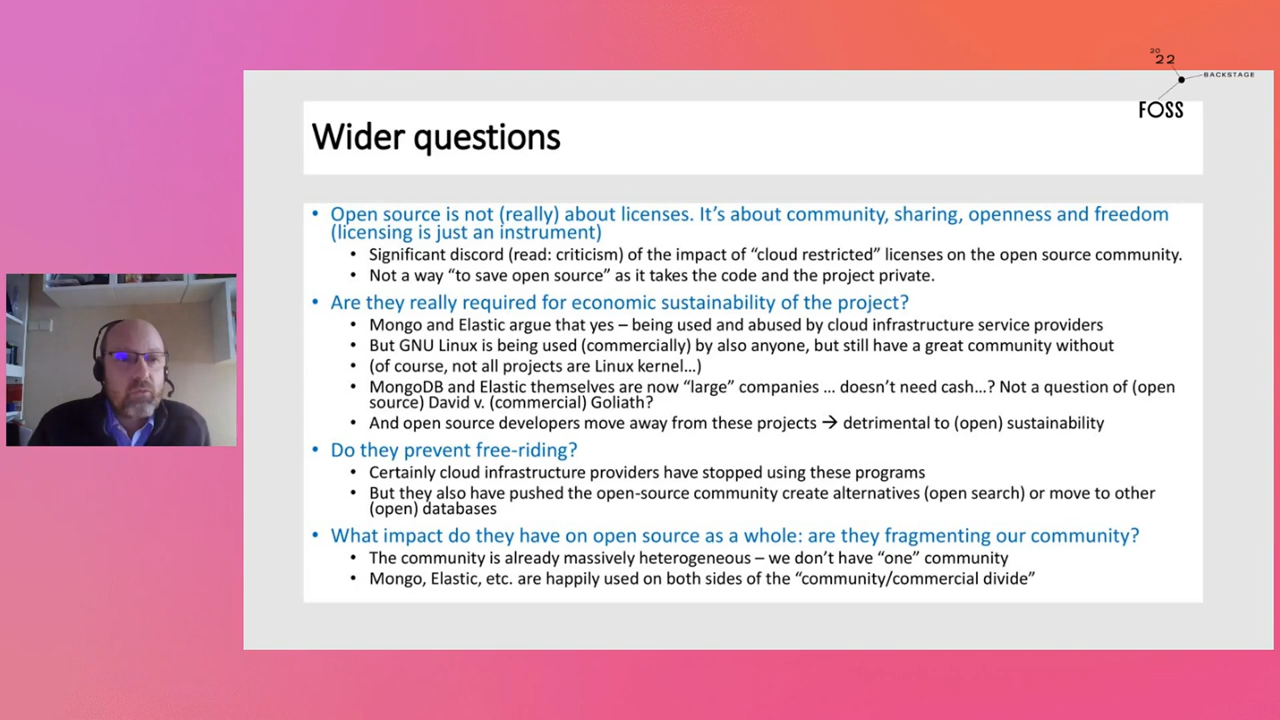 20
22
BACKSTAGE
FOSS
Wider questions
• Open source is not (really) about licenses. It's about community, sharing, openness and freedom
(licensing is just an instrument)
• Significant discord (read: criticism) of the impact of “cloud restricted” licenses on the open source community.
• Not a way “to save open source” as it takes the code and the project private.
• Are they really required for economic sustainability of the project?
• Mongo and Elastic argue that yes – being used and abused by cloud infrastructure service providers
• But GNU Linux is being used (commercially) by also anyone, but still have a great community without
• (of course, not all projects are Linux kernel…)
• MongoDB and Elastic themselves are now “large” companies … doesn't need cash…? Not a question of (open
source) David v. (commercial) Goliath?
• And open source developers move away from these projects → detrimental to (open) sustainability
• Do they prevent free-riding?
• Certainly cloud infrastructure providers have stopped using these programs
• But they also have pushed the open-source community create alternatives (open search) or move to other
(open) databases
• What impact do they have on open source as a whole: are they fragmenting our community?
• The community is already massively heterogeneous – we don't have “one” community
• Mongo, Elastic, etc. are happily used on both sides of the “community/commercial divide”